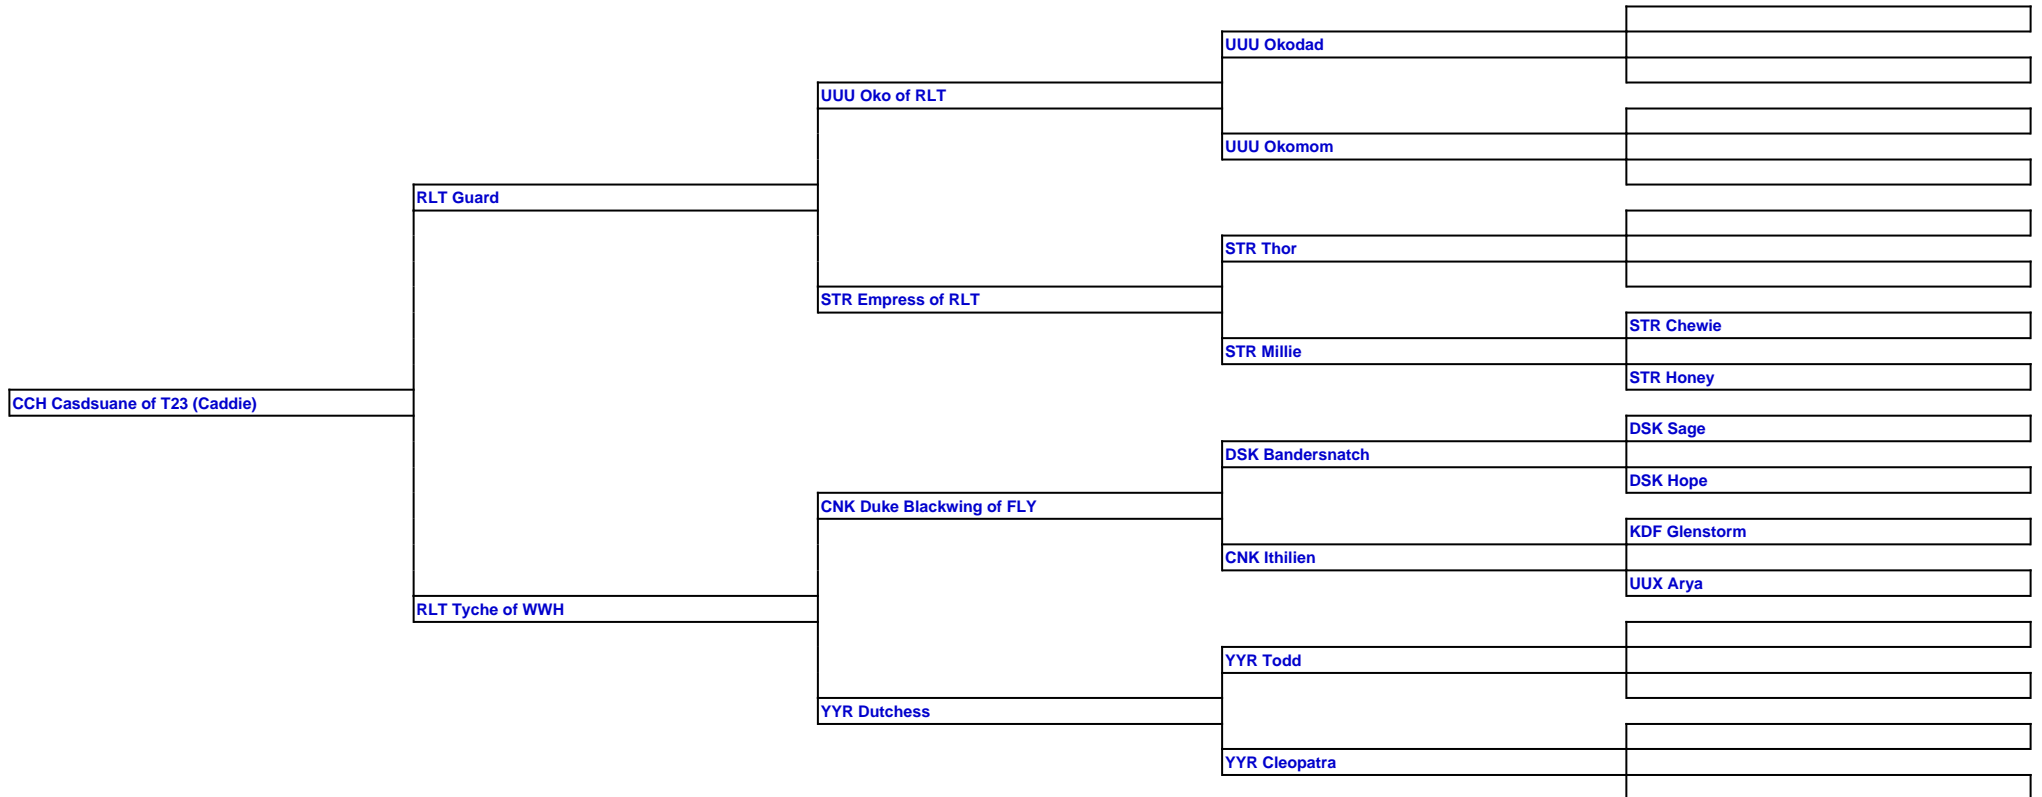 UUU Okodad
UUU Oko of RLT
UUU Okomom
RLT Guard
STR Thor
STR Empress of RLT
STR Chewie
STR Millie
STR Honey
CCH Casdsuane of T23 (Caddie)
DSK Sage
DSK Bandersnatch
DSK Hope
CNK Duke Blackwing of FLY
KDF Glenstorm
CNK Ithilien
UUX Arya
RLT Tyche of WWH
YYR Todd
YYR Dutchess
YYR Cleopatra